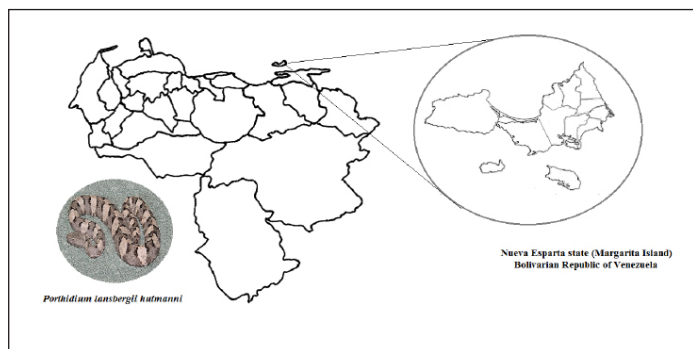 Nueva Esparta state (Margarita Island)
Bolivarian Republic of Venezuela
Porthidium lansbergii hutmanni